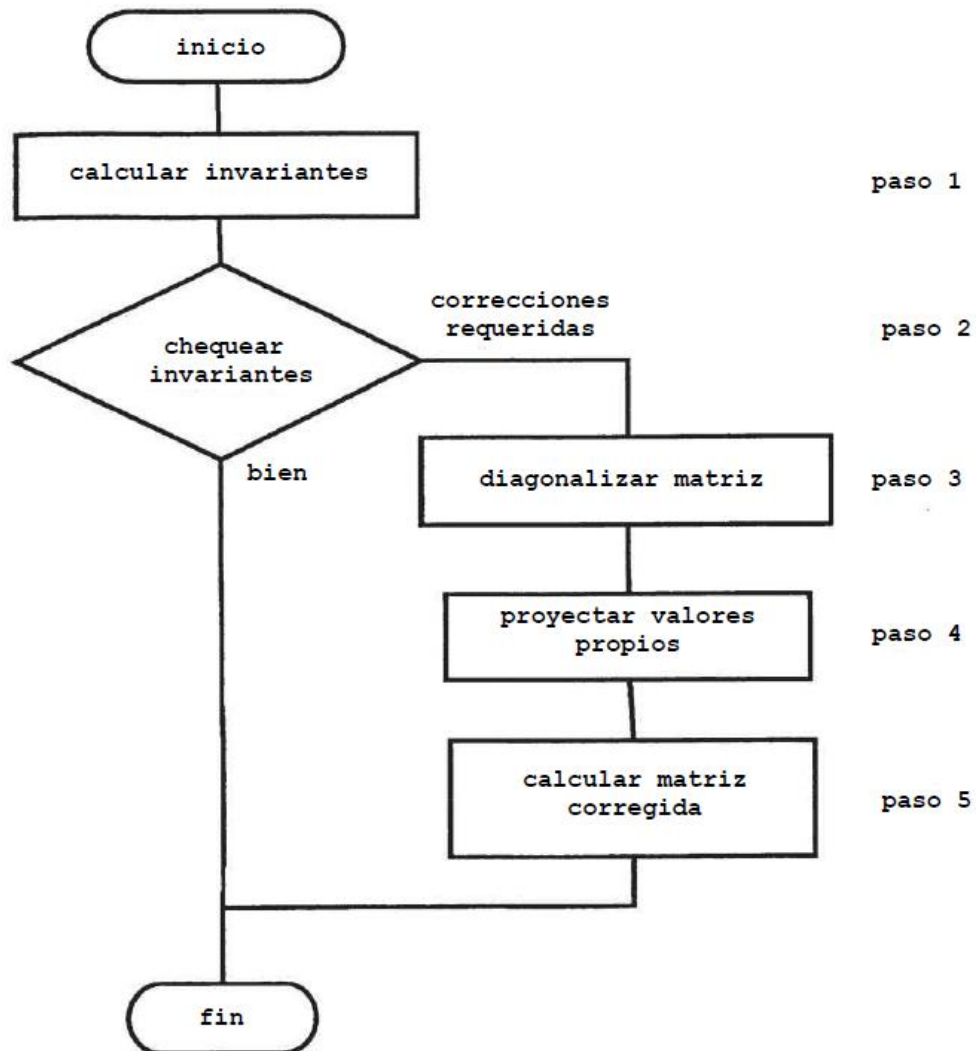 inicio
calcular invariantes
paso 1
correcciones
requeridas
paso 2
chequear
invariantes
bien
diagonalizar matriz
paso 3
proyectar valores
propios
paso 4
calcular matriz
corregida
paso 5
fin